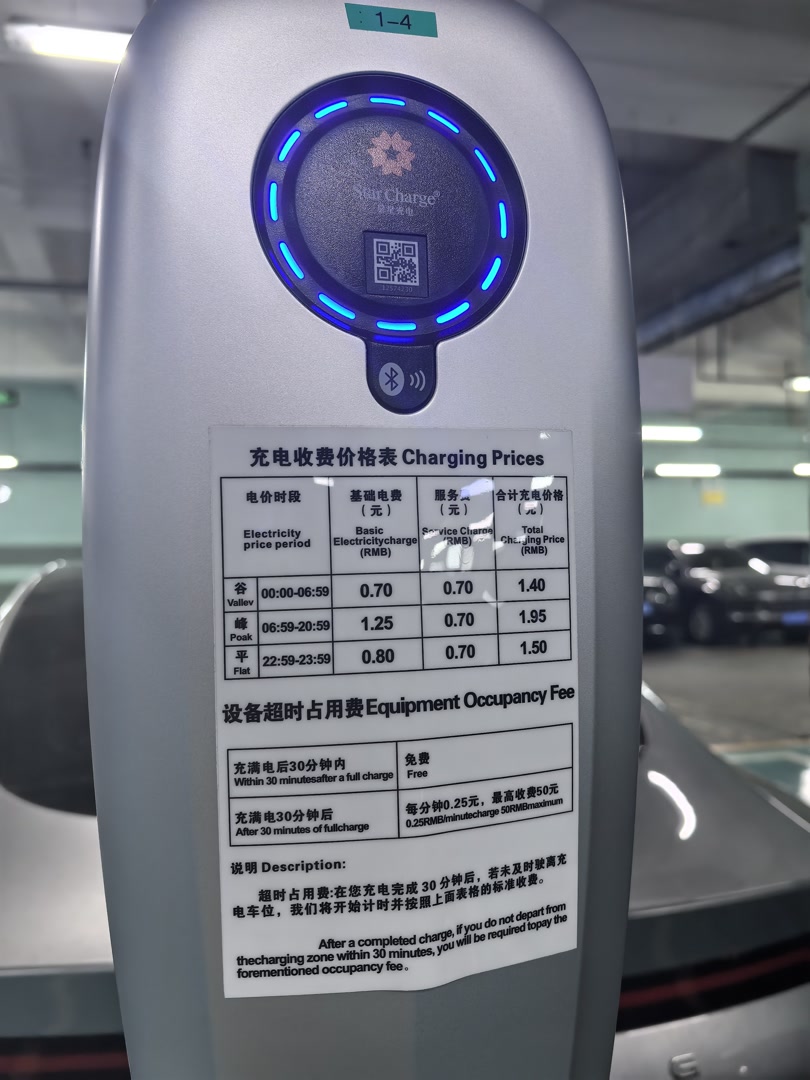 1-4
Star Charge®
星星充电
充电收费价格表 Charging Prices
电价时段
Electricity
price period
基础电费
（元）
Basic
Electricitycharge
(RMB)
服务
（元）
Service Charge
(RMB)
合计充电价格
（元）
Total
Charging Price
(RMB)
谷
Valley
00:00-06:59
0.70
0.70
1.40
峰
Poak
06:59-20:59
1.25
0.70
1.95
平
Flat
22:59-23:59
0.80
0.70
1.50
设备超时占用费 Equipment Occupancy Fee
充满电后30分钟内
Within 30 minutesafter a full charge
免费
Free
充满电30分钟后
After 30 minutes of fullcharge
每分钟0.25元，最高收费50元
0.25RMB/minutecharge 50RMBmaximum
说明 Description:
超时占用费:在您充电完成 30 分钟后，若未及时驶离充
电车位，我们将开始计时并按照上面表格的标准收费。
After a completed charge, if you do not depart from
thecharging zone within 30 minutes, you will be required topay the
forementioned occupancy fee。